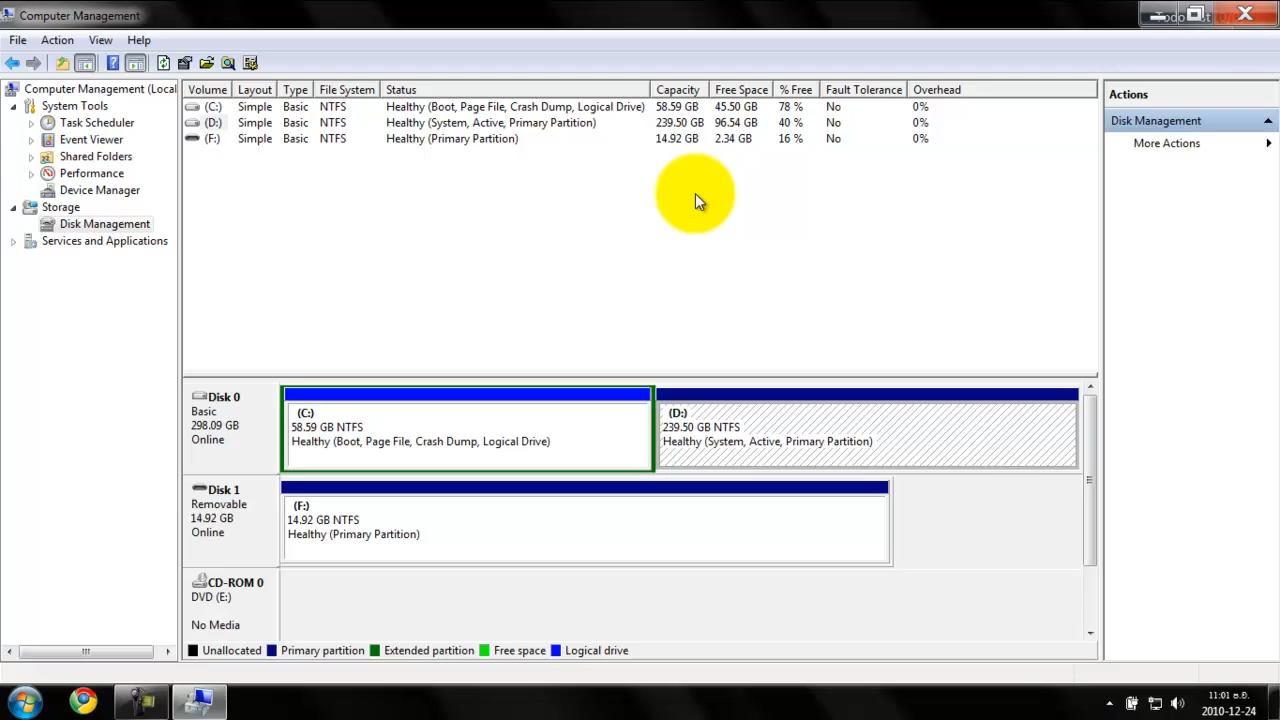 Computer Management
File Action View Help
Computer Management (Local
System Tools
Task Scheduler
Event Viewer
Shared Folders
Performance
Device Manager
Storage
Disk Management
Services and Applications
Volume Layout Type File System Status Capacity Free Space % Free Fault Tolerance Overhead
(C:) Simple Basic NTFS Healthy (Boot, Page File, Crash Dump, Logical Drive) 58.59 GB 45.50 GB 78 % No 0%
(D:) Simple Basic NTFS Healthy (System, Active, Primary Partition) 239.50 GB 96.54 GB 40 % No 0%
(F:) Simple Basic NTFS Healthy (Primary Partition) 14.92 GB 2.34 GB 16 % No 0%
Actions
Disk Management
More Actions
Disk 0
Basic
298.09 GB
Online
(C:)
58.59 GB NTFS
Healthy (Boot, Page File, Crash Dump, Logical Drive)
(D:)
239.50 GB NTFS
Healthy (System, Active, Primary Partition)
Disk 1
Removable
14.92 GB
Online
(F:)
14.92 GB NTFS
Healthy (Primary Partition)
CD-ROM 0
DVD (E:)
No Media
Unallocated Primary partition Extended partition Free space Logical drive
11:01
2010-12-24